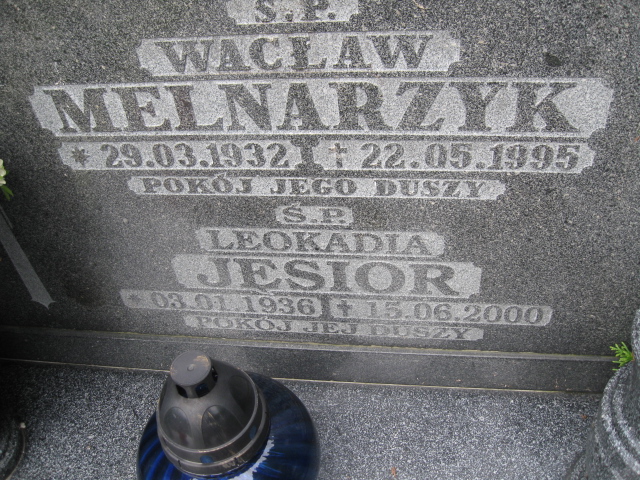 Ś.P.
WACŁAW
MELNARZYK
* 29.03.1932 † 22.05.1995
POKÓJ JEGO DUSZY
Ś.P.
LEOKADIA
JESIOR
* 03.01.1936 † 15.06.2000
POKÓJ JEJ DUSZY